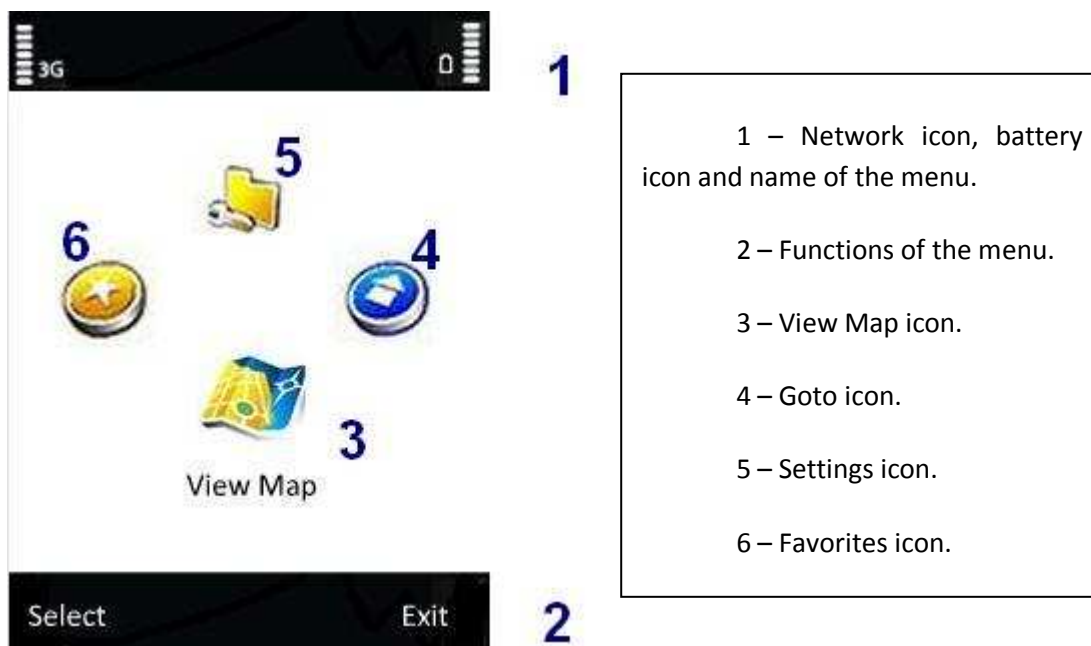 3G
1
5
6
4
3
View Map
Select Exit
2
1 – Network icon, battery
icon and name of the menu.
2 – Functions of the menu.
3 – View Map icon.
4 – Goto icon.
5 – Settings icon.
6 – Favorites icon.